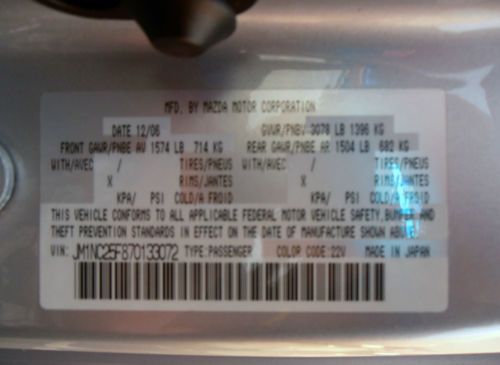 MFD. BY MAZDA MOTOR CORPORATION
DATE 12/06 GVWR/PNBV 3078 LB 1396 KG
FRONT GAWR/PNBE AV 1574 LB 714 KG REAR GAWR/PNBE AR 1504 LB 682 KG
WITH/AVEC / TIRES/PNEUS WITH/AVEC / TIRES/PNEUS
X RIMS/JANTES X RIMS/JANTES
KPA/ PSI COLD/A FROID KPA/ PSI COLD/A FROID
THIS VEHICLE CONFORMS TO ALL APPLICABLE FEDERAL MOTOR VEHICLE SAFETY, BUMPER AND
THEFT PREVENTION STANDARDS IN EFFECT ON THE DATE OF MANUFACTURE SHOWN ABOVE.
VIN: JM1NC25F870133072 TYPE: PASSENGER COLOR CODE: 22V MADE IN JAPAN